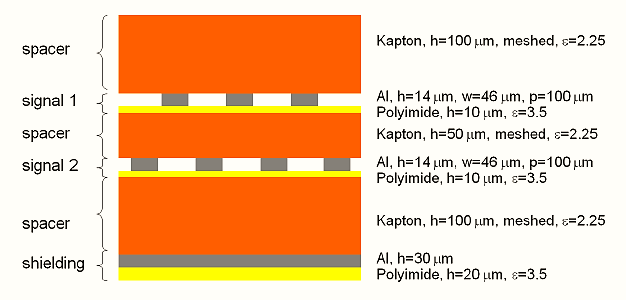 spacer
Kapton, h=100 μm, meshed, ε=2.25
signal 1
Al, h=14 μm, w=46 μm, p=100 μm
Polyimide, h=10 μm, ε=3.5
spacer
Kapton, h=50 μm, meshed, ε=2.25
signal 2
Al, h=14 μm, w=46 μm, p=100 μm
Polyimide, h=10 μm, ε=3.5
spacer
Kapton, h=100 μm, meshed, ε=2.25
shielding
Al, h=30 μm
Polyimide, h=20 μm, ε=3.5